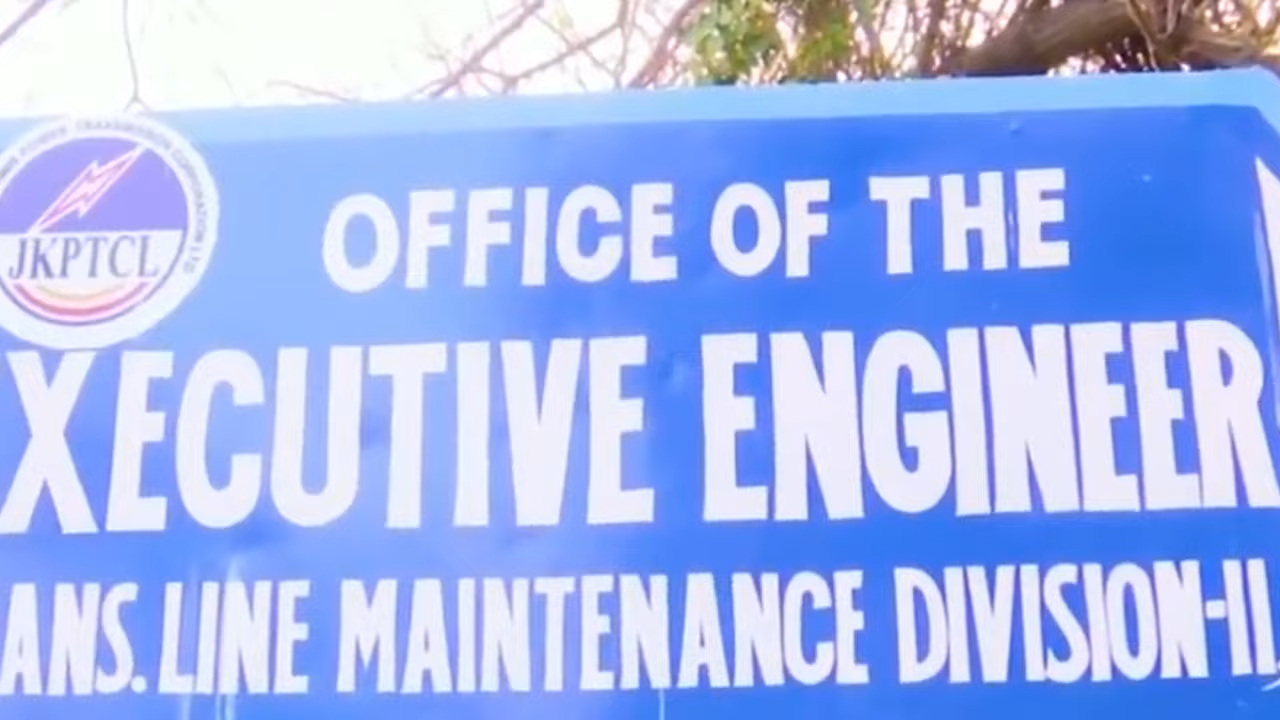 JKPTCL
OFFICE OF THE
XECUTIVE ENGINEER
ANS. LINE MAINTENANCE DIVISION-II